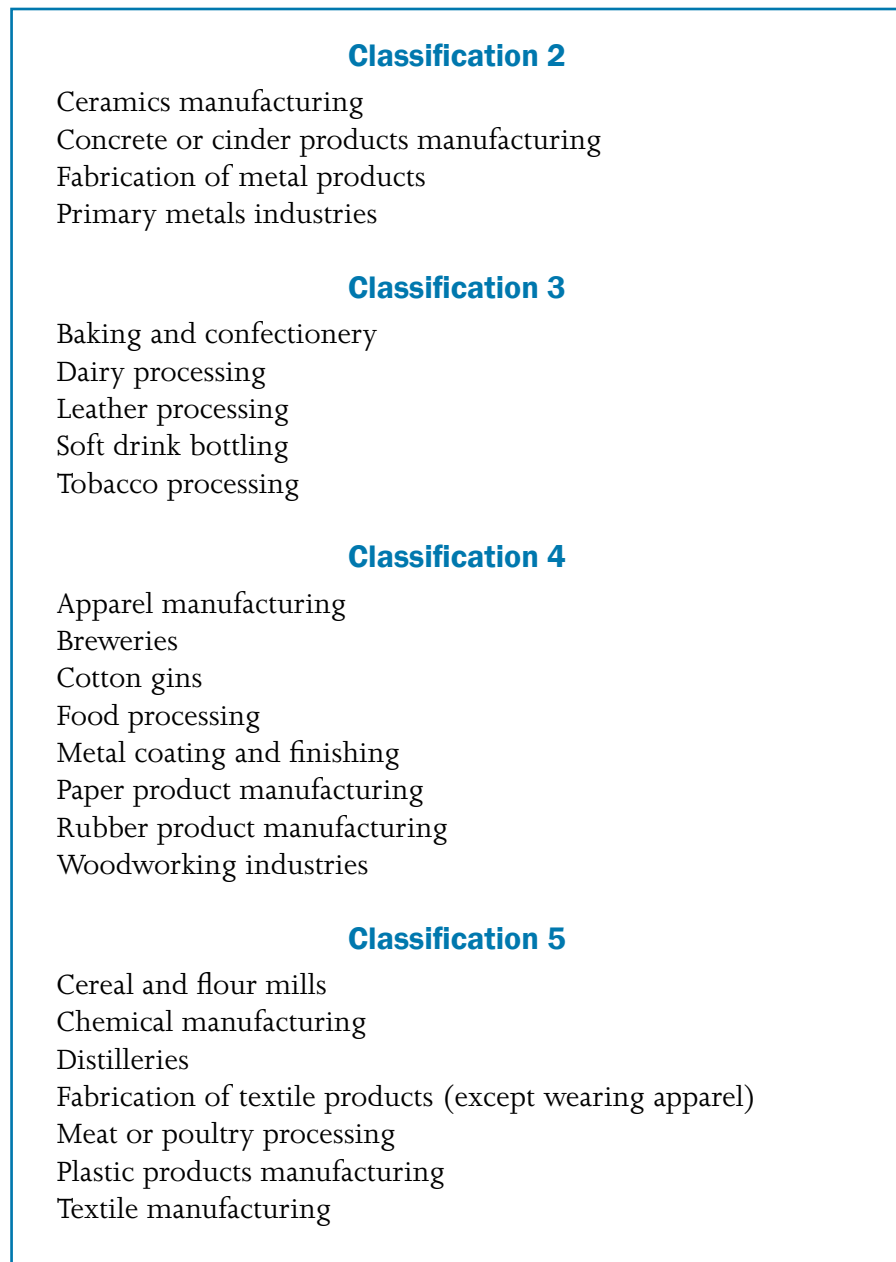 Classification 2
Ceramics manufacturing
Concrete or cinder products manufacturing
Fabrication of metal products
Primary metals industries
Classification 3
Baking and confectionery
Dairy processing
Leather processing
Soft drink bottling
Tobacco processing
Classification 4
Apparel manufacturing
Breweries
Cotton gins
Food processing
Metal coating and finishing
Paper product manufacturing
Rubber product manufacturing
Woodworking industries
Classification 5
Cereal and flour mills
Chemical manufacturing
Distilleries
Fabrication of textile products (except wearing apparel)
Meat or poultry processing
Plastic products manufacturing
Textile manufacturing